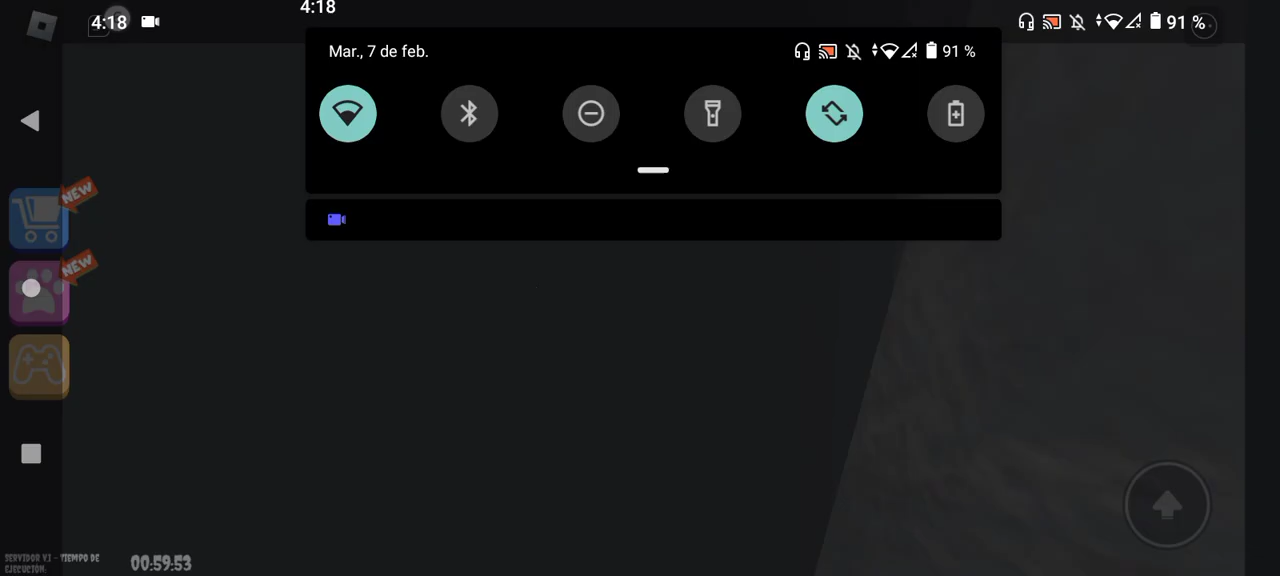 4:18
4:18
91 %
Mar., 7 de feb.
91 %
NEW
NEW
SERVIDOR V.1 - TIEMPO DE
EJECUCIÓN:
00:59:53